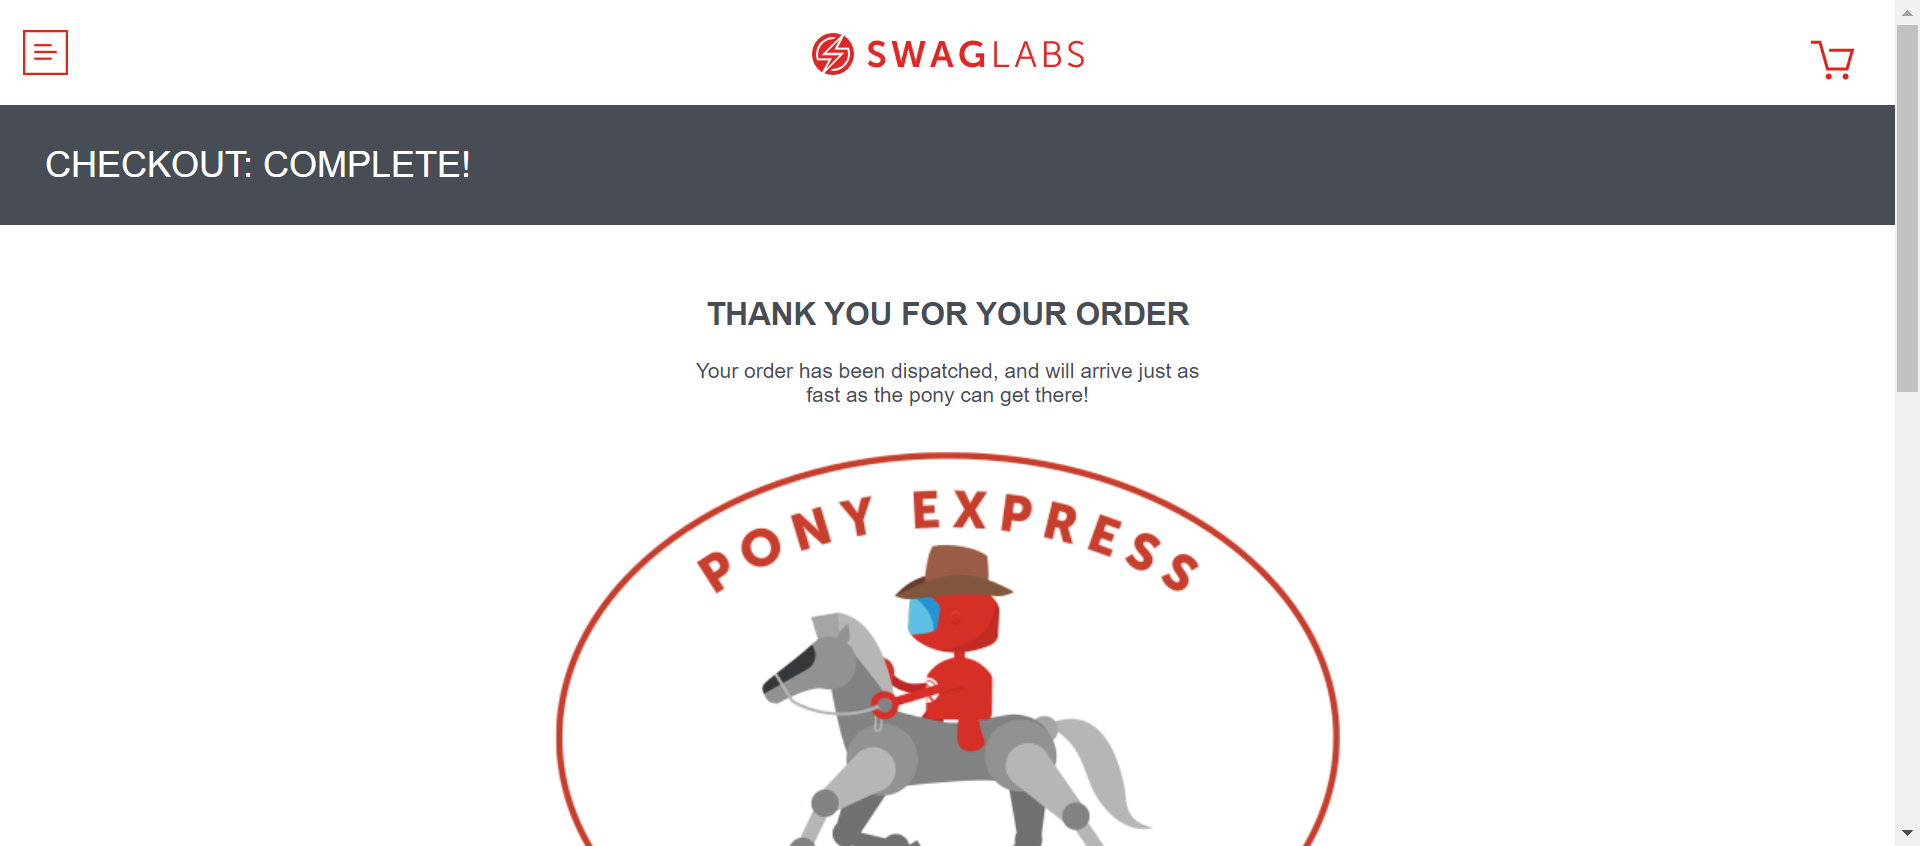 SWAGLABS
CHECKOUT: COMPLETE!
THANK YOU FOR YOUR ORDER
Your order has been dispatched, and will arrive just as
fast as the pony can get there!
PONY EXPRESS